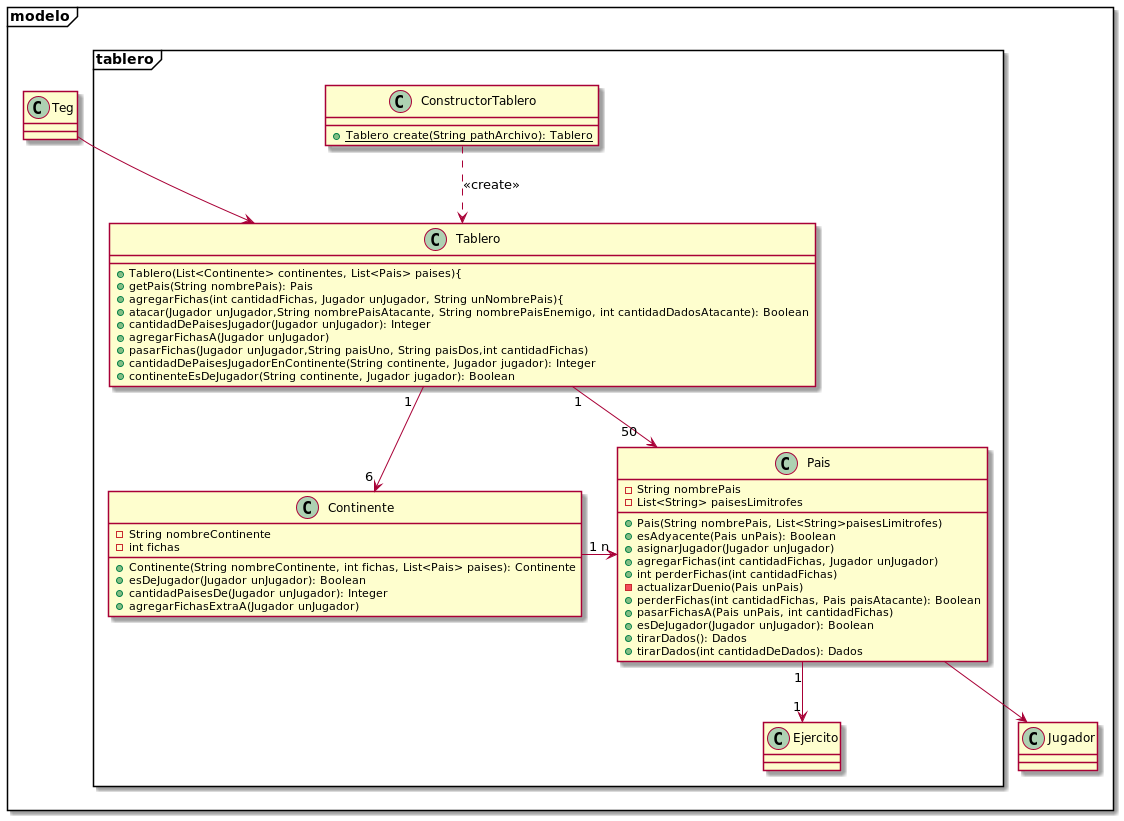 modelo
tablero
C Teg
C ConstructorTablero
Tablero create(String pathArchivo): Tablero
«create»
C Tablero
Tablero(List<Continente> continentes, List<Pais> paises){
getPais(String nombrePais): Pais
agregarFichas(int cantidadFichas, Jugador unJugador, String unNombrePais){
atacar(Jugador unJugador,String nombrePaisAtacante, String nombrePaisEnemigo, int cantidadDadosAtacante): Boolean
cantidadDePaisesJugador(Jugador unJugador): Integer
agregarFichasA(Jugador unJugador)
pasarFichas(Jugador unJugador,String paisUno, String paisDos,int cantidadFichas)
cantidadDePaisesJugadorEnContinente(String continente, Jugador jugador): Integer
continenteEsDeJugador(String continente, Jugador jugador): Boolean
1
1
50
6
C Pais
String nombrePais
List<String> paisesLimitrofes
Pais(String nombrePais, List<String>paisesLimitrofes)
esAdyacente(Pais unPais): Boolean
asignarJugador(Jugador unJugador)
agregarFichas(int cantidadFichas, Jugador unJugador)
int perderFichas(int cantidadFichas)
actualizarDuenio(Pais unPais)
perderFichas(int cantidadFichas, Pais paisAtacante): Boolean
pasarFichasA(Pais unPais, int cantidadFichas)
esDeJugador(Jugador unJugador): Boolean
tirarDados(): Dados
tirarDados(int cantidadDeDados): Dados
C Continente
String nombreContinente
int fichas
Continente(String nombreContinente, int fichas, List<Pais> paises): Continente
esDeJugador(Jugador unJugador): Boolean
cantidadPaisesDe(Jugador unJugador): Integer
agregarFichasExtraA(Jugador unJugador)
1 n
1
1
C Ejercito
C Jugador